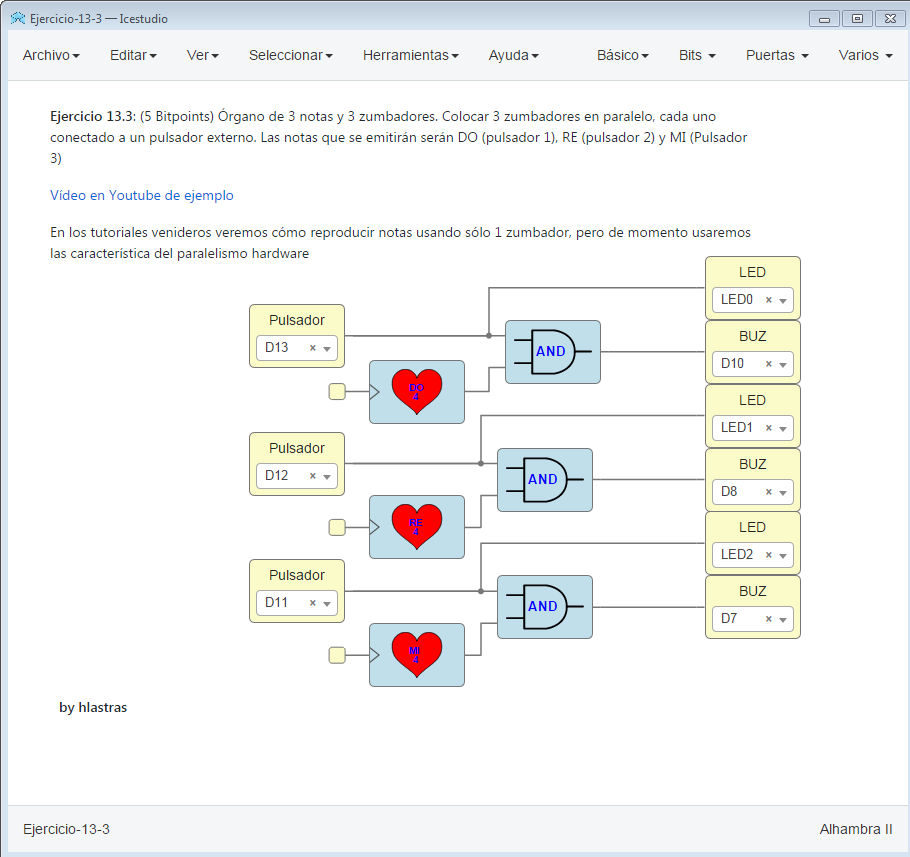 Ejercicio-13-3 — Icestudio
Archivo Editar Ver Seleccionar Herramientas Ayuda Básico Bits Puertas Varios
Ejercicio 13.3: (5 Bitpoints) Órgano de 3 notas y 3 zumbadores. Colocar 3 zumbadores en paralelo, cada uno
conectado a un pulsador externo. Las notas que se emitirán serán DO (pulsador 1), RE (pulsador 2) y MI (Pulsador
3)
Vídeo en Youtube de ejemplo
En los tutoriales venideros veremos cómo reproducir notas usando sólo 1 zumbador, pero de momento usaremos
las característica del paralelismo hardware
LED
LED0 ×
Pulsador
D13 ×
AND
BUZ
D10 ×
DO
4
LED
LED1 ×
Pulsador
D12 ×
AND
BUZ
D8 ×
RE
4
LED
LED2 ×
Pulsador
D11 ×
AND
BUZ
D7 ×
MI
4
by hlastras
Ejercicio-13-3
Alhambra II